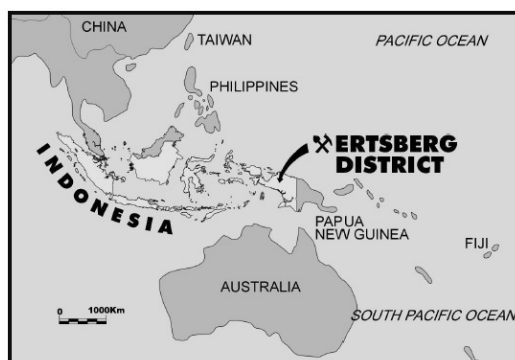 CHINA
TAIWAN
PACIFIC OCEAN
PHILIPPINES
ERTSBERG
DISTRICT
INDONESIA
PAPUA
NEW GUINEA
FIJI
AUSTRALIA
0 1000Km
SOUTH PACIFIC OCEAN